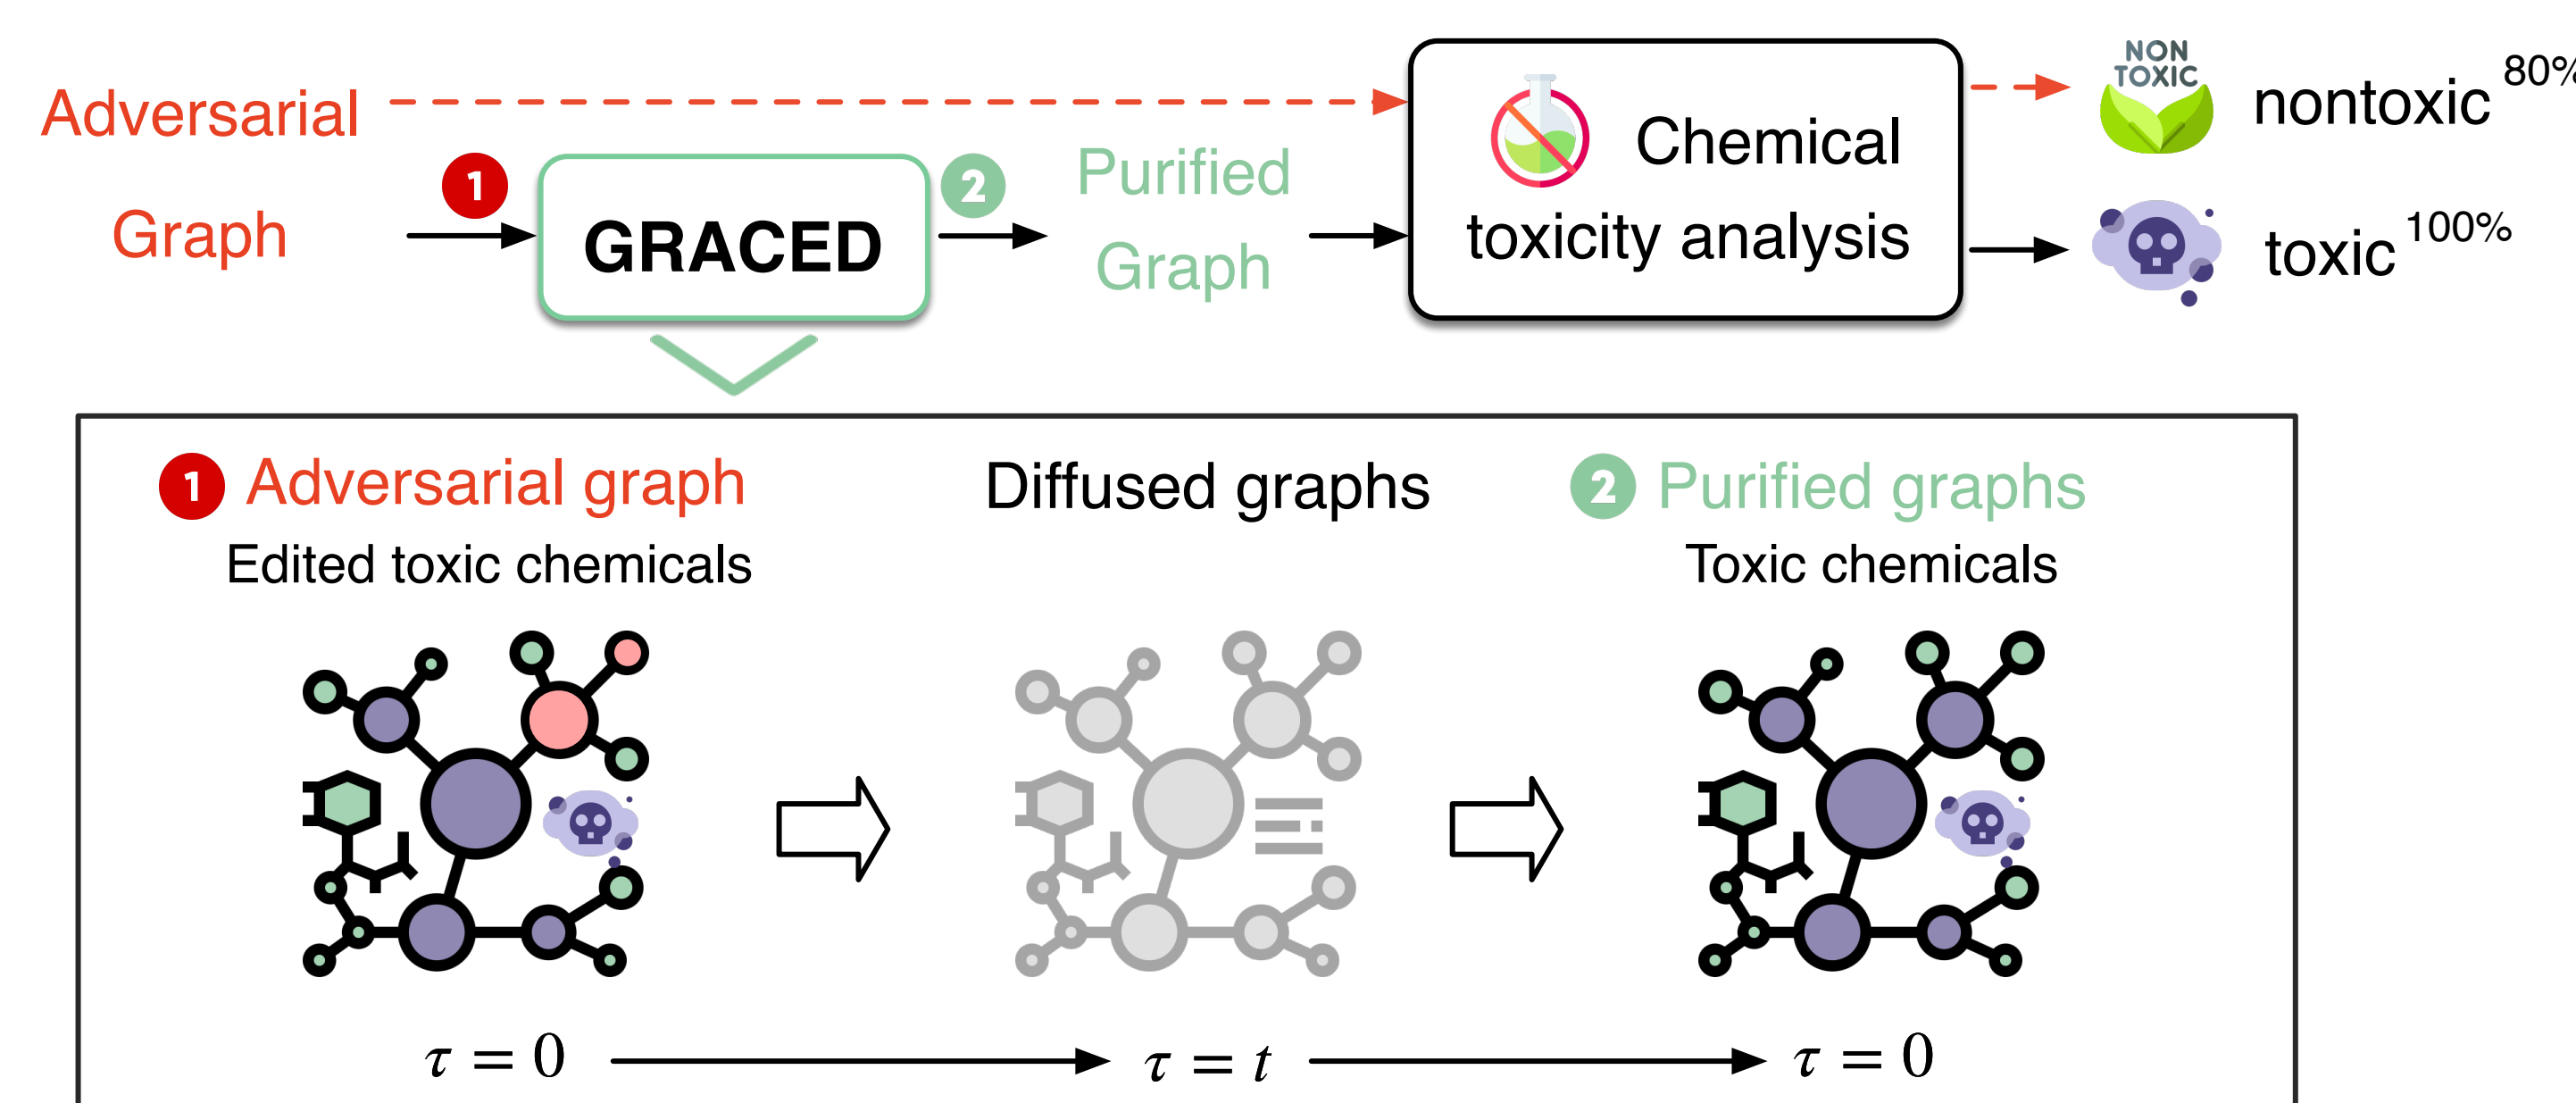 Adversarial
Graph
1
GRACED
2
Purified
Graph
Chemical
toxicity analysis
NON
TOXIC
nontoxic 80%
toxic 100%
1 Adversarial graph
Edited toxic chemicals
Diffused graphs
2 Purified graphs
Toxic chemicals
τ = 0
τ = t
τ = 0